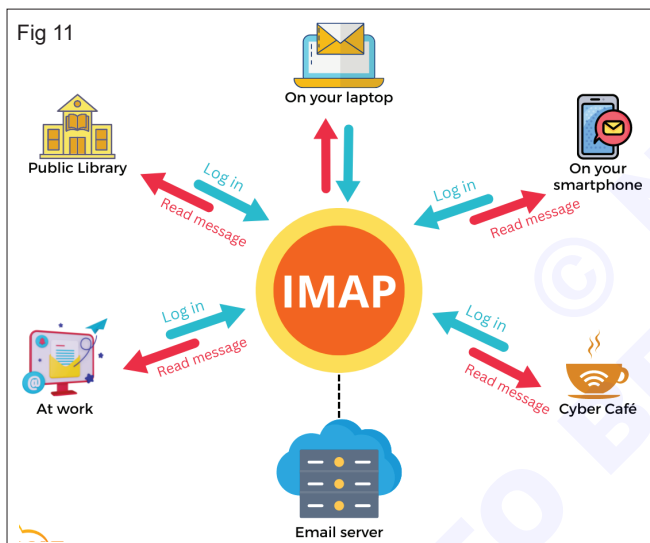 Fig 11
On your laptop
Public Library
On your
smartphone
Log in
Read message
Log in
Read message
IMAP
Log in
Read message
Log in
Read message
At work
@
Cyber Café
Email server